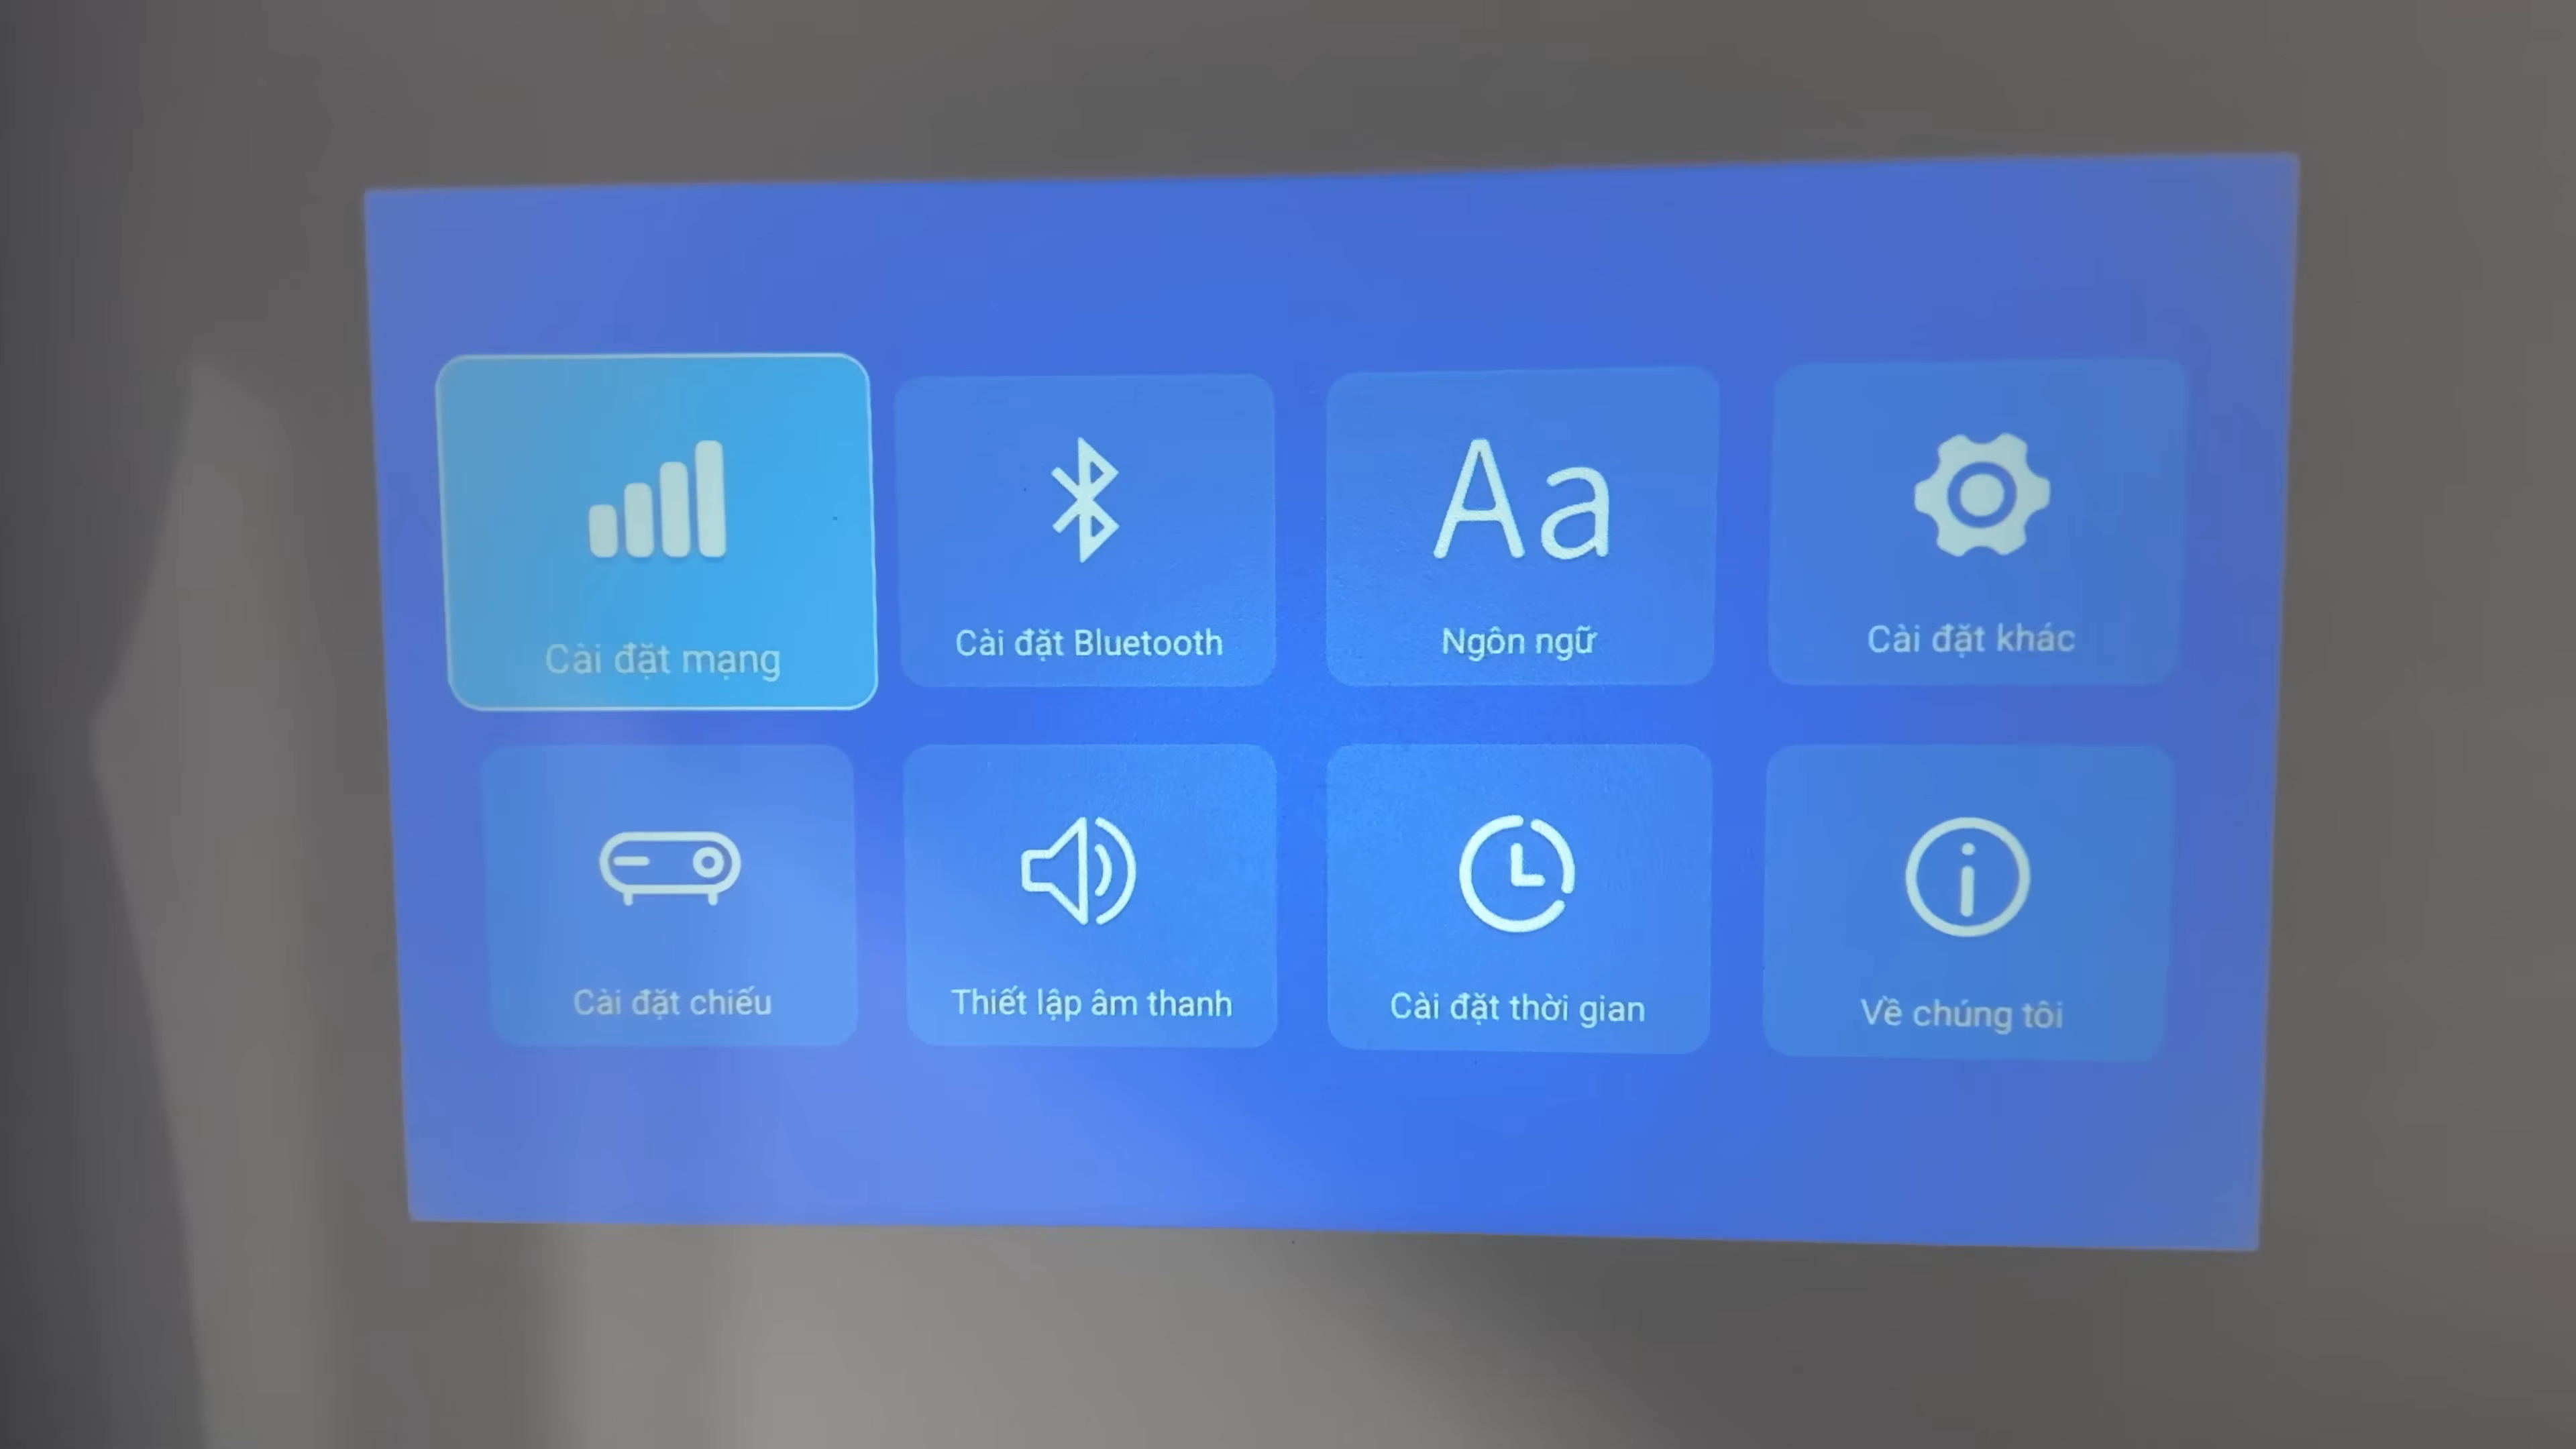 Cài đặt mạng
Cài đặt Bluetooth
Aa
Ngôn ngữ
Cài đặt khác
Cài đặt chiếu
Thiết lập âm thanh
Cài đặt thời gian
Về chúng tôi